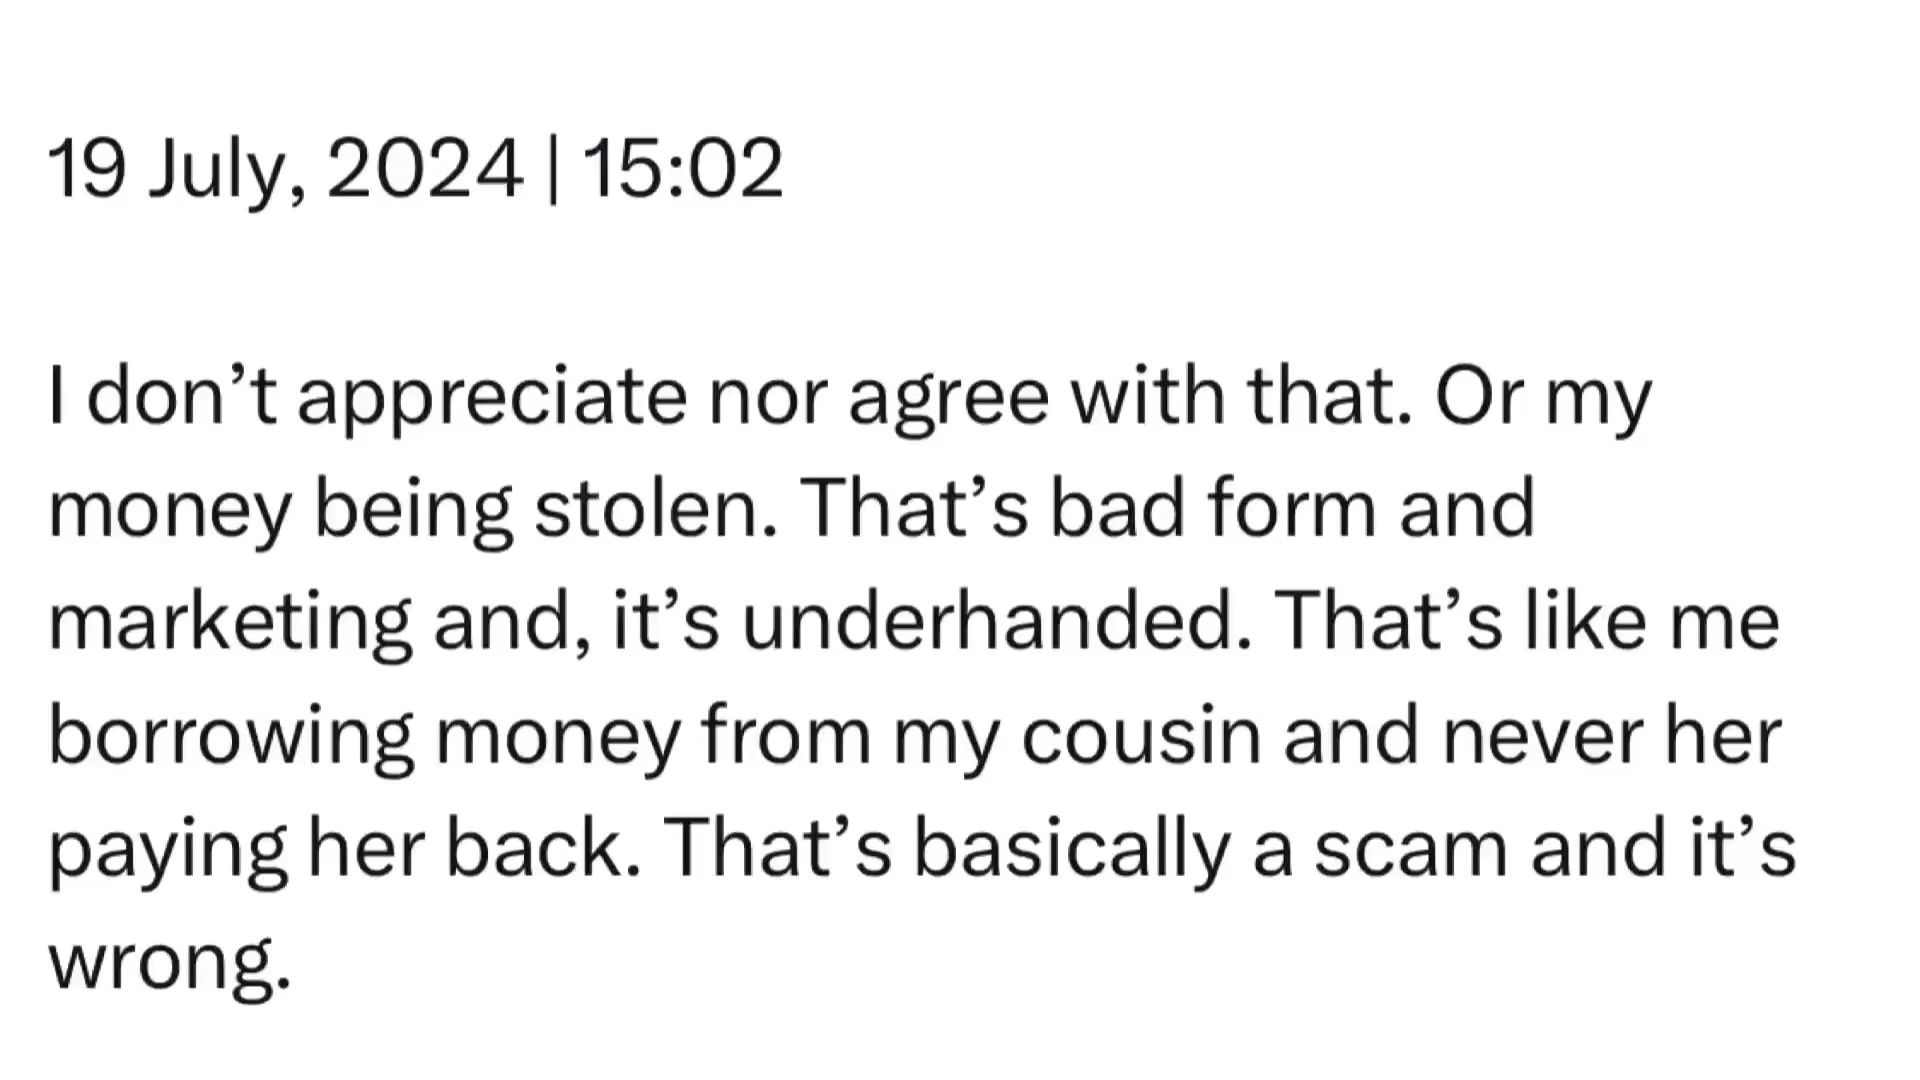 19 July, 2024 | 15:02
I don’t appreciate nor agree with that. Or my
money being stolen. That’s bad form and
marketing and, it’s underhanded. That’s like me
borrowing money from my cousin and never her
paying her back. That’s basically a scam and it’s
wrong.